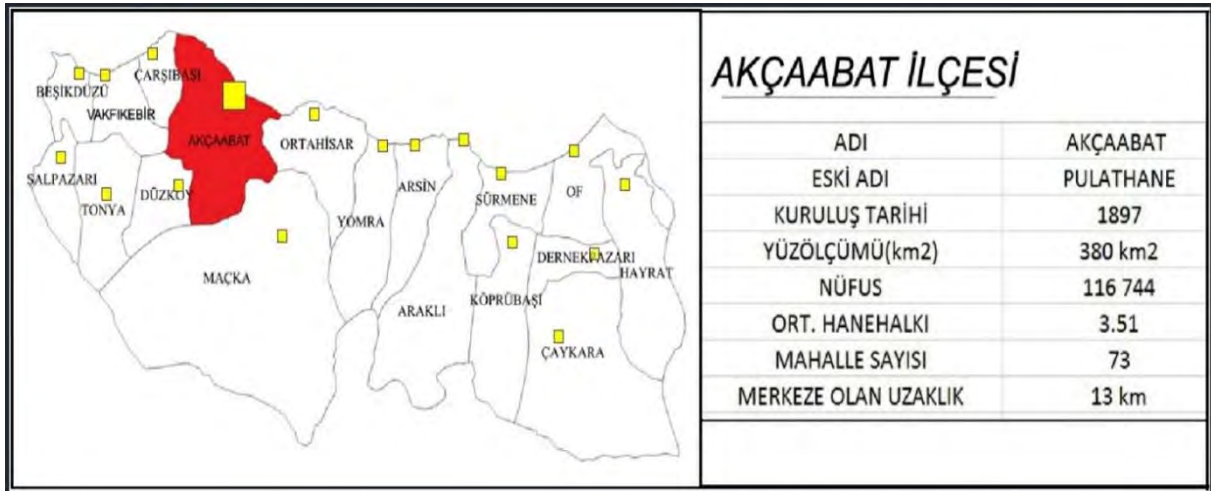 ÇARŞIBAŞI
BEŞİKDÜZÜ
VAKFIKEBİR
AKÇAABAT
ORTAHİSAR
ŞALPAZARI
TONYA
DÜZKÖY
ARSİN
SÜRMENE
OF
YOMRA
MAÇKA
DERNEKPAZARI
HAYRAT
ARAKLI
KÖPRÜBAŞI
ÇAYKARA
AKÇAABAT İLÇESİ
ADI AKÇAABAT
ESKİ ADI PULATHANE
KURULUŞ TARİHİ 1897
YÜZÖLÇÜMÜ(km2) 380 km2
NÜFUS 116 744
ORT. HANEHALKI 3.51
MAHALLE SAYISI 73
MERKEZE OLAN UZAKLIK 13 km